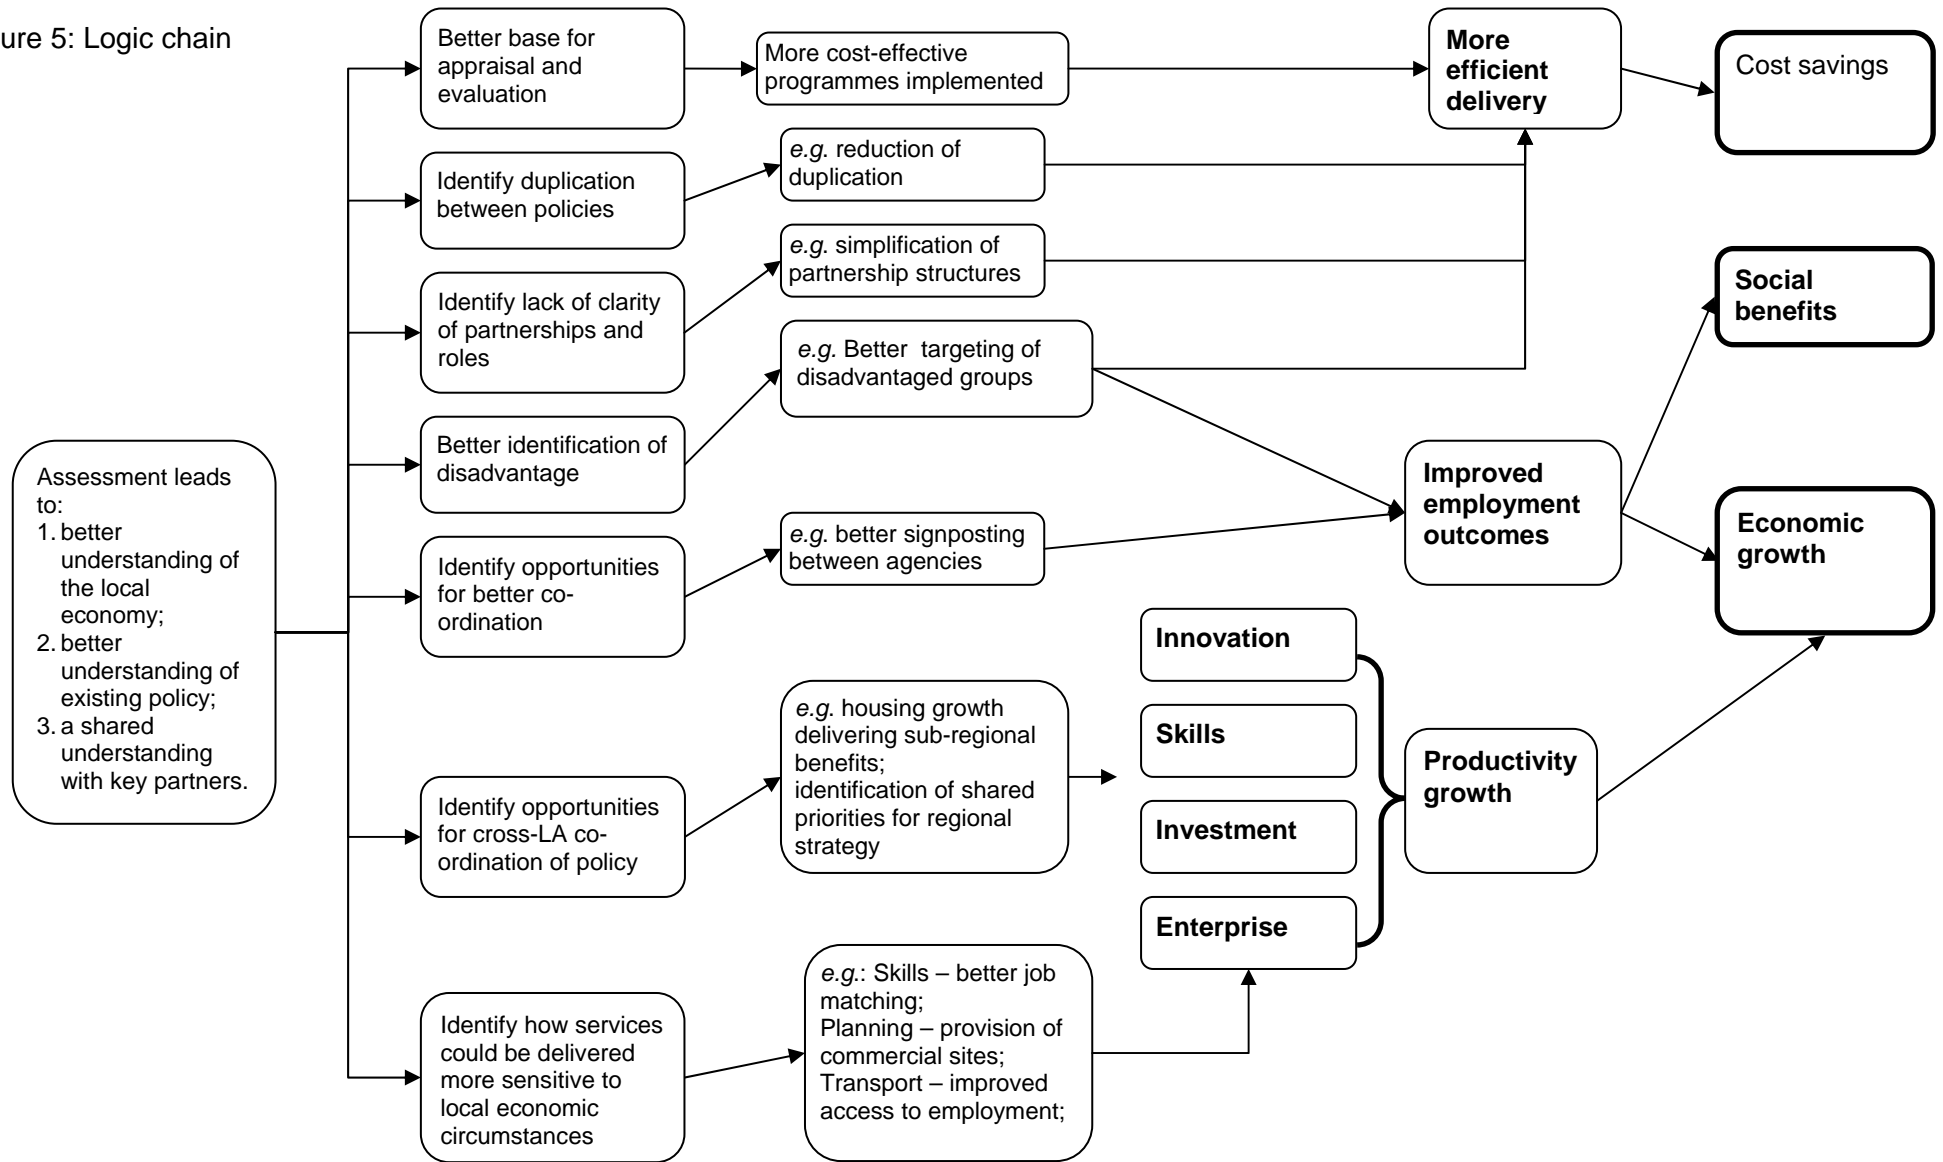 ure 5: Logic chain
Assessment leads
to:
1. better
understanding of
the local
economy;
2. better
understanding of
existing policy;
3. a shared
understanding
with key partners.
Better base for
appraisal and
evaluation
Identify duplication
between policies
Identify lack of clarity
of partnerships and
roles
Better identification of
disadvantage
Identify opportunities
for better co-
ordination
Identify opportunities
for cross-LA co-
ordination of policy
Identify how services
could be delivered
more sensitive to
local economic
circumstances
More cost-effective
programmes implemented
e.g. reduction of
duplication
e.g. simplification of
partnership structures
e.g. Better  targeting of
disadvantaged groups
e.g. better signposting
between agencies
e.g. housing growth
delivering sub-regional
benefits;
identification of shared
priorities for regional
strategy
e.g.: Skills – better job
matching;
Planning – provision of
commercial sites;
Transport – improved
access to employment;
Innovation
Skills
Investment
Enterprise
More
efficient
delivery
Improved
employment
outcomes
Productivity
growth
Cost savings
Social
benefits
Economic
growth